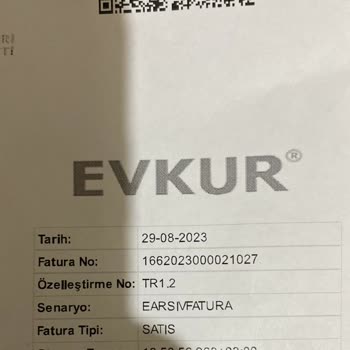 EVKUR®
Tarih: 29-08-2023
Fatura No: 1662023000021027
Özelleştirme No: TR1.2
Senaryo: EARSIVFATURA
Fatura Tipi: SATIS